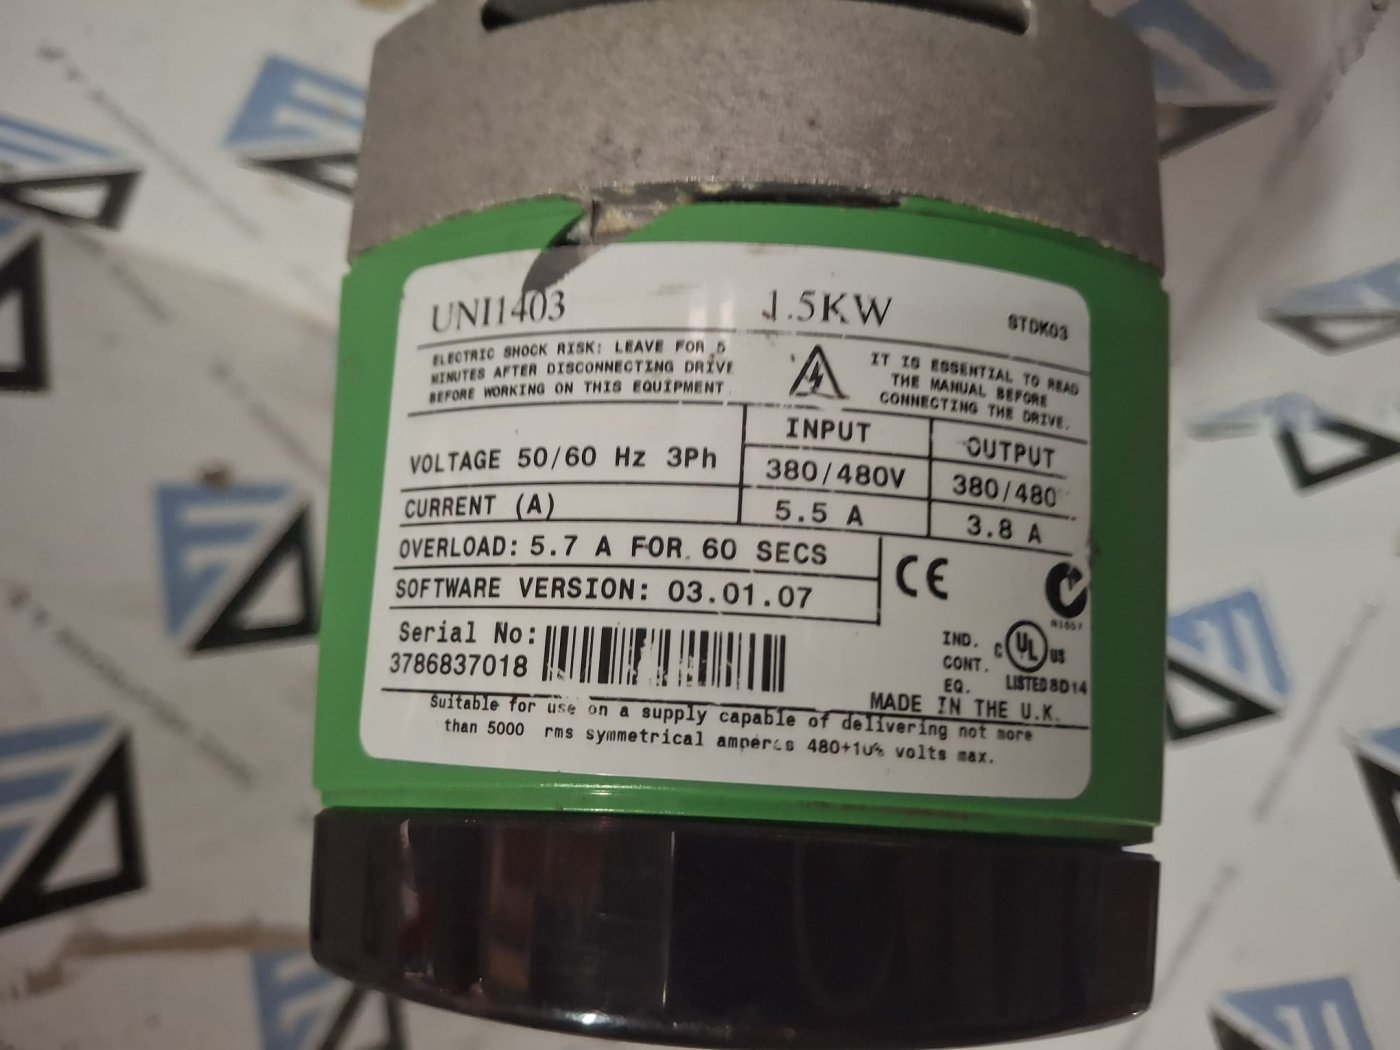 UNI1403 1.5KW STDK03
ELECTRIC SHOCK RISK: LEAVE FOR 5
MINUTES AFTER DISCONNECTING DRIVE
BEFORE WORKING ON THIS EQUIPMENT
IT IS ESSENTIAL TO READ
THE MANUAL BEFORE
CONNECTING THE DRIVE.
INPUT OUTPUT
VOLTAGE 50/60 Hz 3Ph 380/480V 380/480
CURRENT (A) 5.5 A 3.8 A
OVERLOAD: 5.7 A FOR 60 SECS
SOFTWARE VERSION: 03.01.07
CE
N1657
Serial No:
3786837018
IND.
CONT.
EQ.
C UL US
LISTED 8D14
MADE IN THE U.K.
Suitable for use on a supply capable of delivering not more
than 5000 rms symmetrical amperes 480+10% volts max.